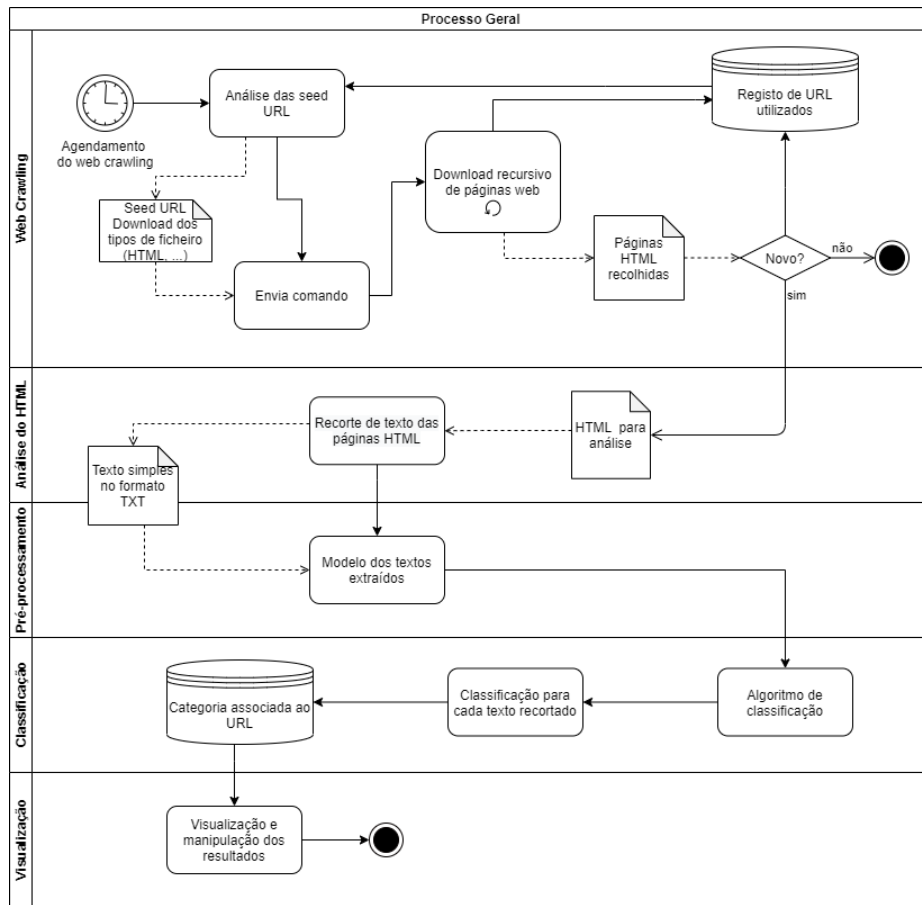 Processo Geral
Web Crawling
Agendamento
do web crawling
Análise das seed
URL
Registo de URL
utilizados
Download recursivo
de páginas web
Seed URL
Download dos
tipos de ficheiro
(HTML, ...)
Envia comando
Páginas
HTML
recolhidas
Novo?
não
sim
Análise do HTML
Recorte de texto das
páginas HTML
HTML para
análise
Texto simples
no formato
TXT
Pré-processamento
Modelo dos textos
extraídos
Classificação
Categoria associada ao
URL
Classificação para
cada texto recortado
Algoritmo de
classificação
Visualização
Visualização e
manipulação dos
resultados